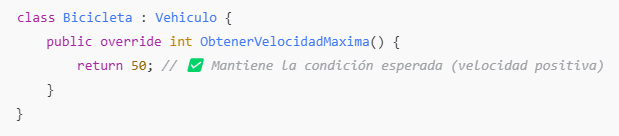 class Bicicleta : Vehiculo {
    public override int ObtenerVelocidadMaxima() {
        return 50; // ✅ Mantiene la condición esperada (velocidad positiva)
    }
}